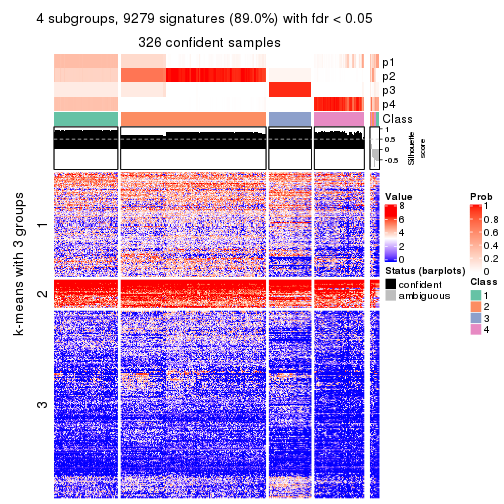 4 subgroups, 9279 signatures (89.0%) with fdr < 0.05
326 confident samples
p1
p2
p3
p4
Class
1
0.5
0
-0.5
Silhouette
score
k-means with 3 groups
1
2
3
Value
8
6
4
2
0
Status (barplots)
confident
ambiguous
Prob
1
0.8
0.6
0.4
0.2
0
Class
1
2
3
4